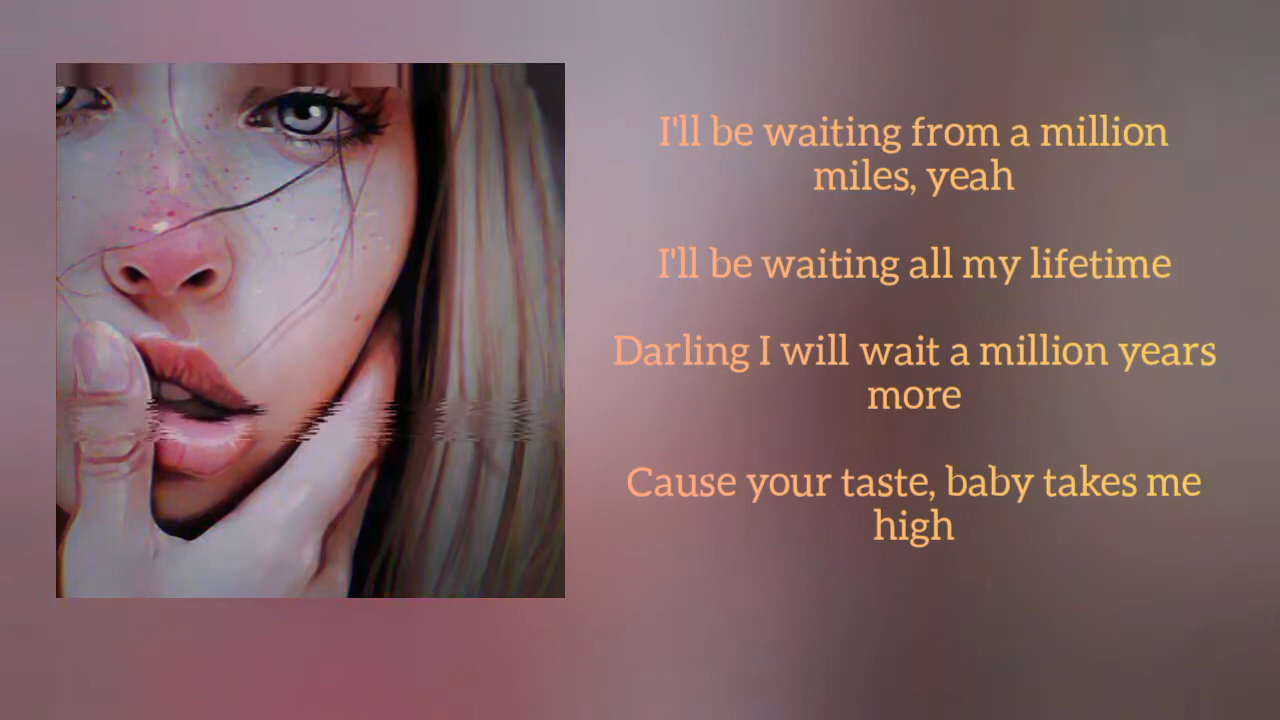 I'll be waiting from a million
miles, yeah
I'll be waiting all my lifetime
Darling I will wait a million years
more
Cause your taste, baby takes me
high